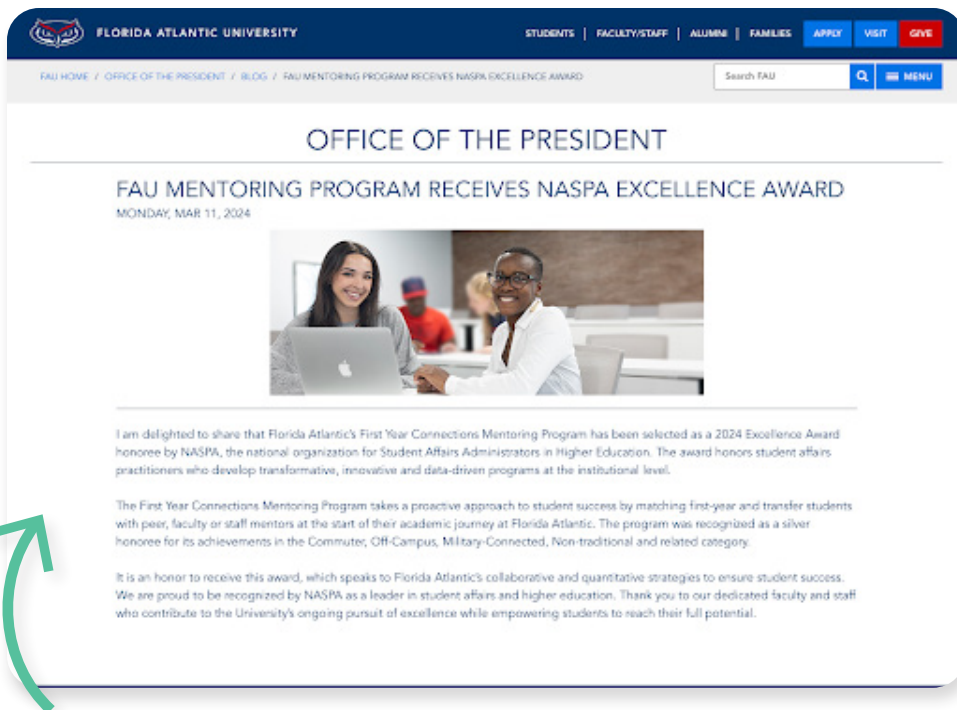 FLORIDA ATLANTIC UNIVERSITY
STUDENTS | FACULTY/STAFF | ALUMNI | FAMILIES APPLY VISIT GIVE
FAU HOME / OFFICE OF THE PRESIDENT / BLOG / FAU MENTORING PROGRAM RECEIVES NASPA EXCELLENCE AWARD
Search FAU MENU
OFFICE OF THE PRESIDENT
FAU MENTORING PROGRAM RECEIVES NASPA EXCELLENCE AWARD
MONDAY, MAR 11, 2024
I am delighted to share that Florida Atlantic's First Year Connections Mentoring Program has been selected as a 2024 Excellence Award
honoree by NASPA, the national organization for Student Affairs Administrators in Higher Education. The award honors student affairs
practitioners who develop transformative, innovative and data-driven programs at the institutional level.
The First Year Connections Mentoring Program takes a proactive approach to student success by matching first-year and transfer students
with peer, faculty or staff mentors at the start of their academic journey at Florida Atlantic. The program was recognized as a silver
honoree for its achievements in the Commuter, Off-Campus, Military-Connected, Non-traditional and related category.
It is an honor to receive this award, which speaks to Florida Atlantic's collaborative and quantitative strategies to ensure student success.
We are proud to be recognized by NASPA as a leader in student affairs and higher education. Thank you to our dedicated faculty and staff
who contribute to the University's ongoing pursuit of excellence while empowering students to reach their full potential.